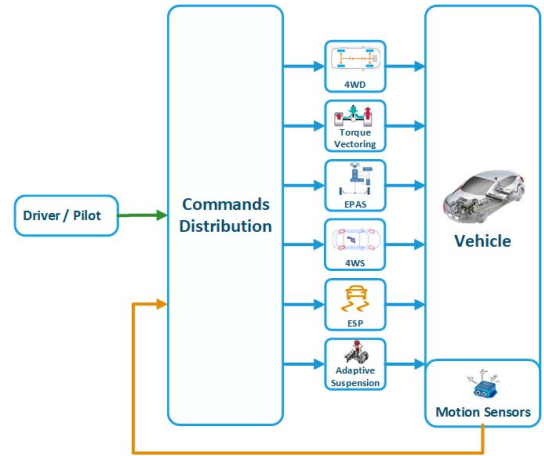 Driver / Pilot
Commands
Distribution
4WD
Torque
Vectoring
EPAS
4WS
ESP
Adaptive
Suspension
Vehicle
Motion Sensors